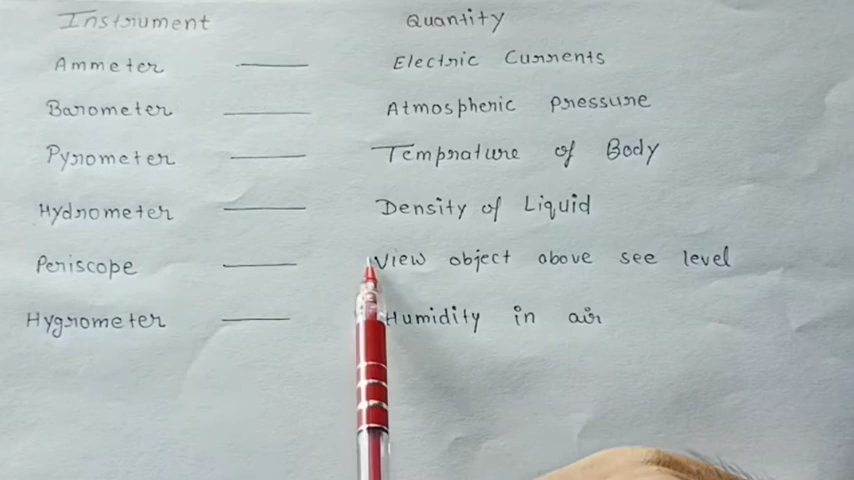 Instrument Quantity
Ammeter —— Electric Currents
Barometer —— Atmospheric pressure
Pyrometer —— Temprature of Body
Hydrometer —— Density of Liquid
Periscope —— View object above see level
Hygrometer —— Humidity in air